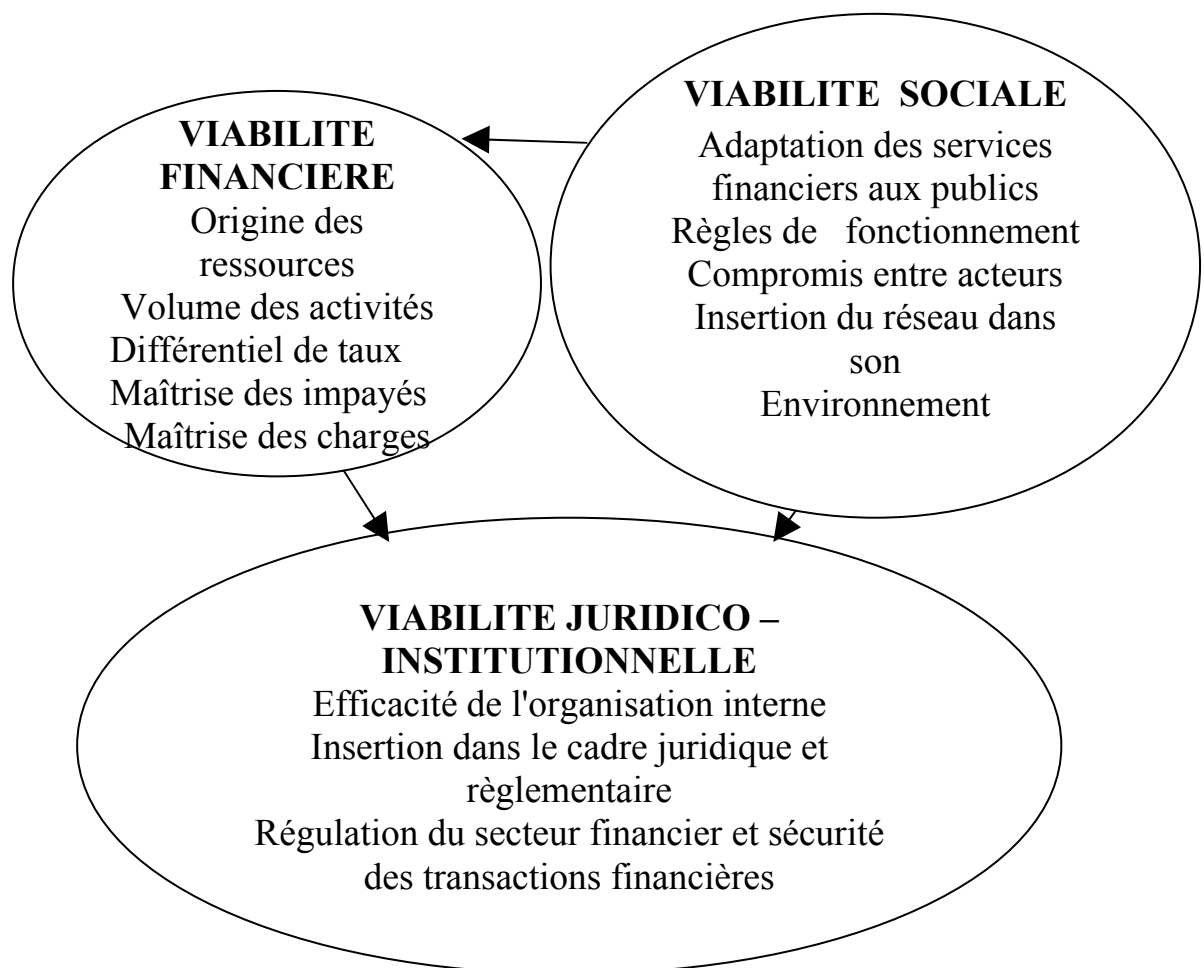 VIABILITE
FINANCIERE
Origine des
ressources
Volume des activités
Différentiel de taux
Maîtrise des impayés
Maîtrise des charges
VIABILITE SOCIALE
Adaptation des services
financiers aux publics
Règles de fonctionnement
Compromis entre acteurs
Insertion du réseau dans
son
Environnement
VIABILITE JURIDICO –
INSTITUTIONNELLE
Efficacité de l'organisation interne
Insertion dans le cadre juridique et
règlementaire
Régulation du secteur financier et sécurité
des transactions financières